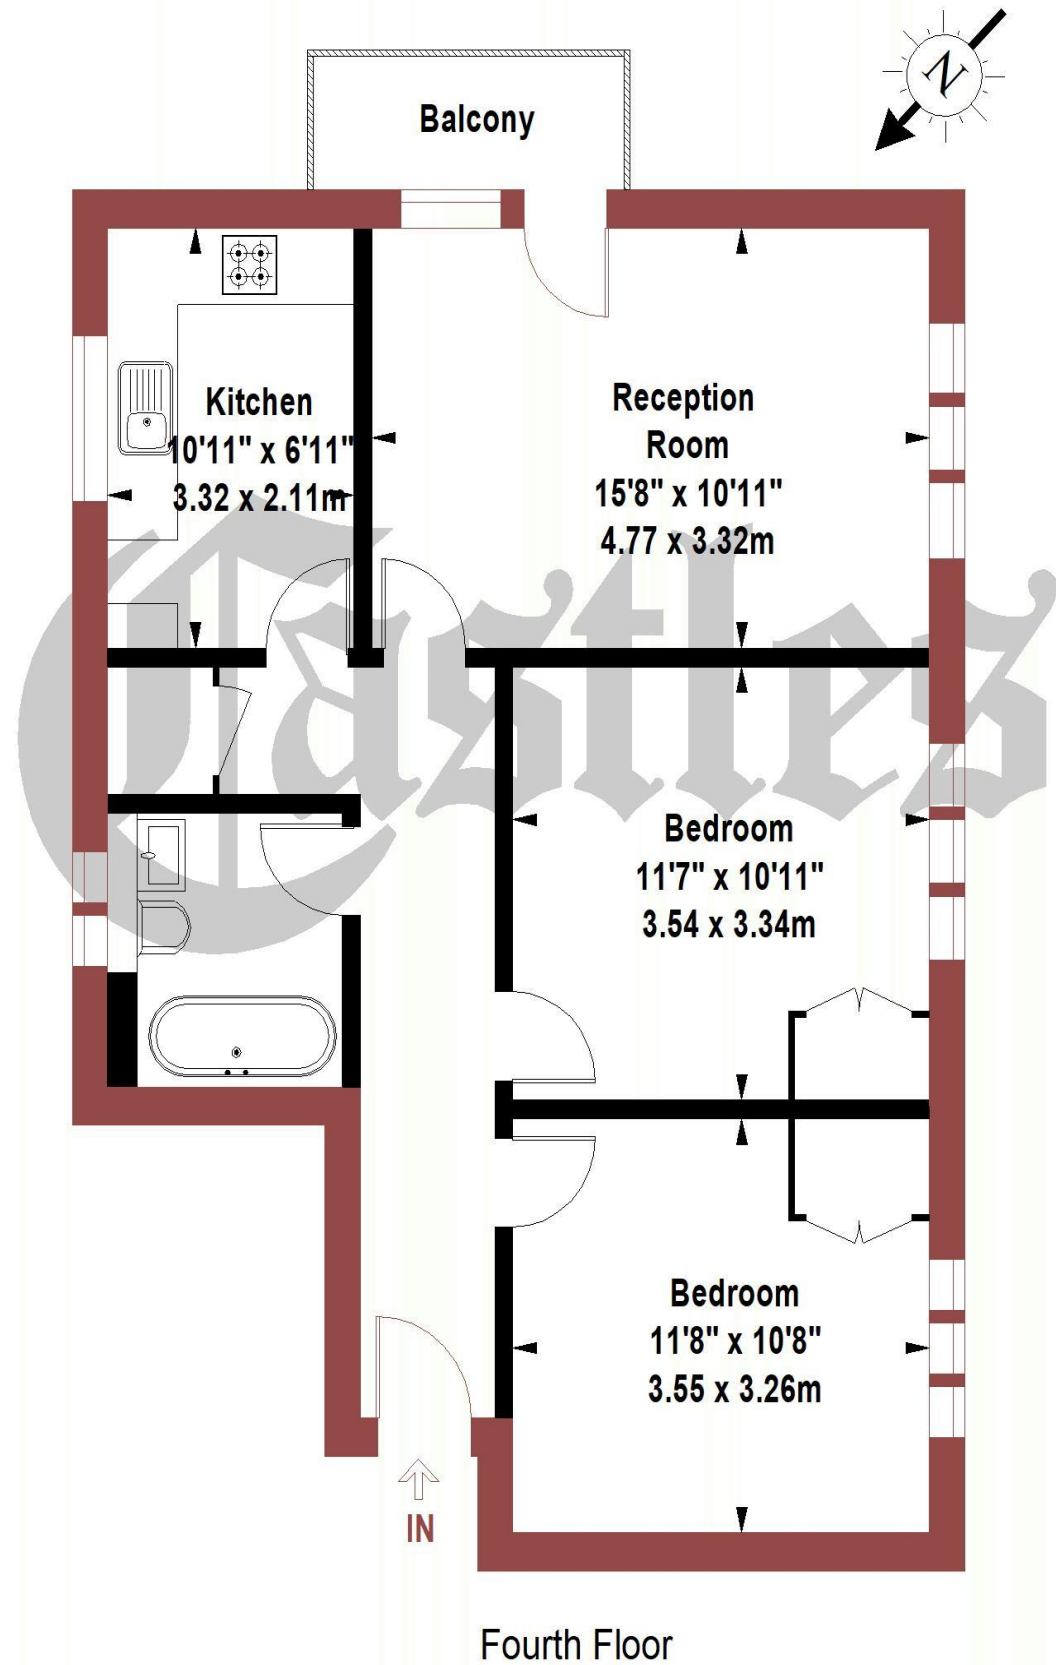 N
Balcony
Kitchen
10'11" x 6'11"
3.32 x 2.11m
Reception
Room
15'8" x 10'11"
4.77 x 3.32m
Castles
Bedroom
11'7" x 10'11"
3.54 x 3.34m
Bedroom
11'8" x 10'8"
3.55 x 3.26m
IN
Fourth Floor